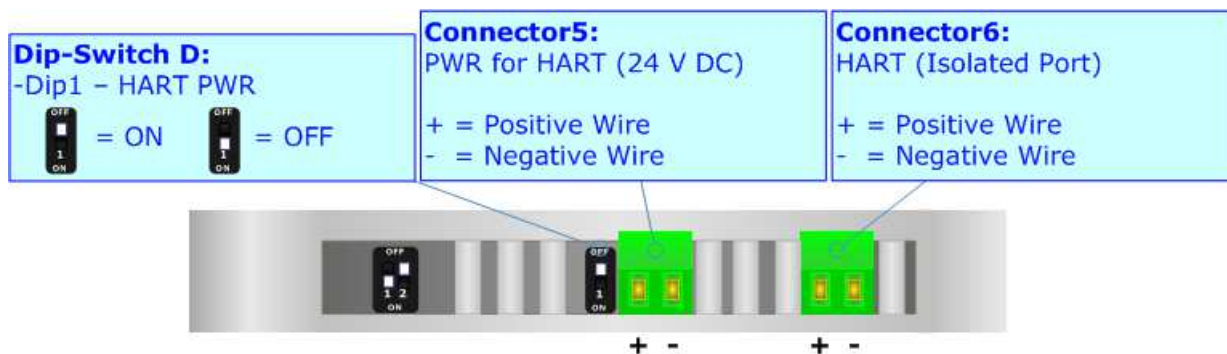 Dip-Switch D:
-Dip1 – HART PWR
OFF
1
ON
= ON
OFF
1
ON
= OFF
Connector5:
PWR for HART (24 V DC)
+ = Positive Wire
- = Negative Wire
Connector6:
HART (Isolated Port)
+ = Positive Wire
- = Negative Wire
OFF
1 2
ON
OFF
1
ON
+ -
+ -